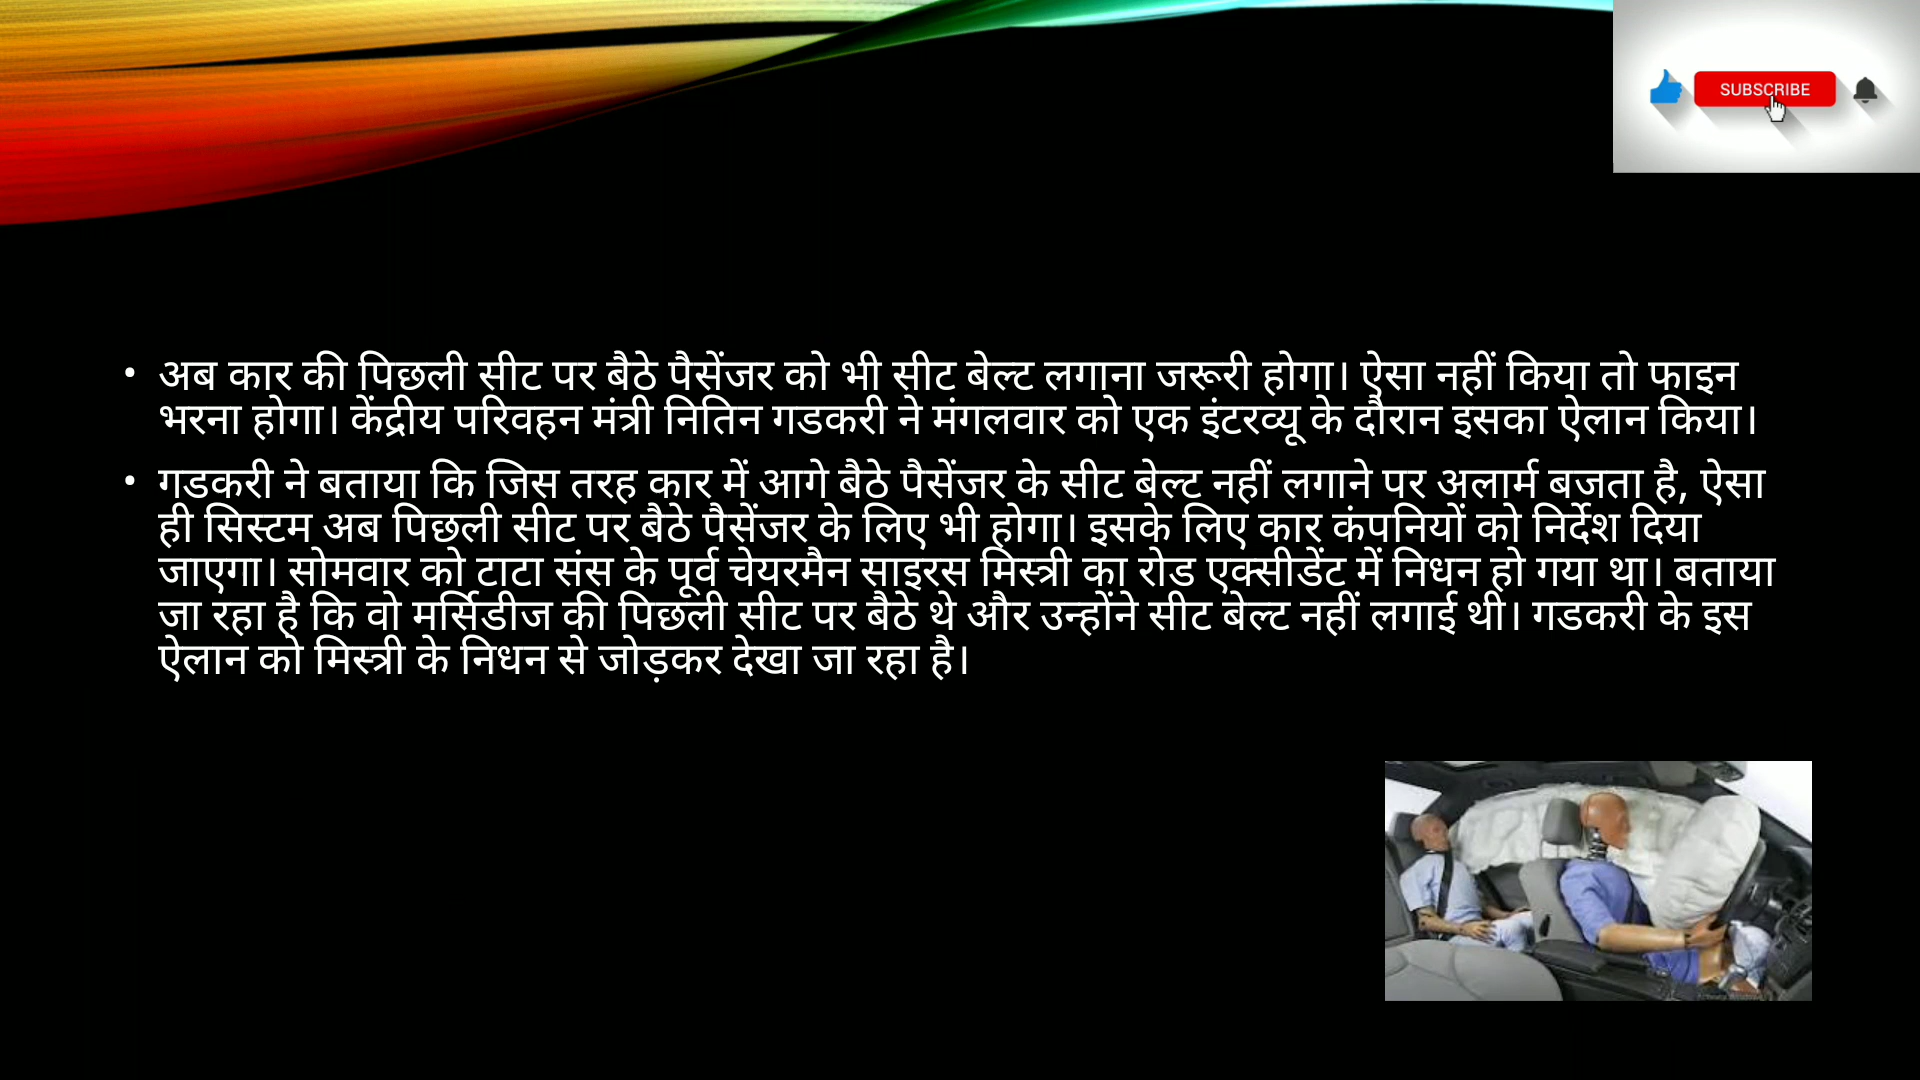 SUBSCRIBE
• अब कार की पिछली सीट पर बैठे पैसेंजर को भी सीट बेल्ट लगाना जरूरी होगा। ऐसा नहीं किया तो फाइन
भरना होगा। केंद्रीय परिवहन मंत्री नितिन गडकरी ने मंगलवार को एक इंटरव्यू के दौरान इसका ऐलान किया।
• गडकरी ने बताया कि जिस तरह कार में आगे बैठे पैसेंजर के सीट बेल्ट नहीं लगाने पर अलार्म बजता है, ऐसा
ही सिस्टम अब पिछली सीट पर बैठे पैसेंजर के लिए भी होगा। इसके लिए कार कंपनियों को निर्देश दिया
जाएगा। सोमवार को टाटा संस के पूर्व चेयरमैन साइरस मिस्त्री का रोड एक्सीडेंट में निधन हो गया था। बताया
जा रहा है कि वो मर्सिडीज की पिछली सीट पर बैठे थे और उन्होंने सीट बेल्ट नहीं लगाई थी। गडकरी के इस
ऐलान को मिस्त्री के निधन से जोड़कर देखा जा रहा है।